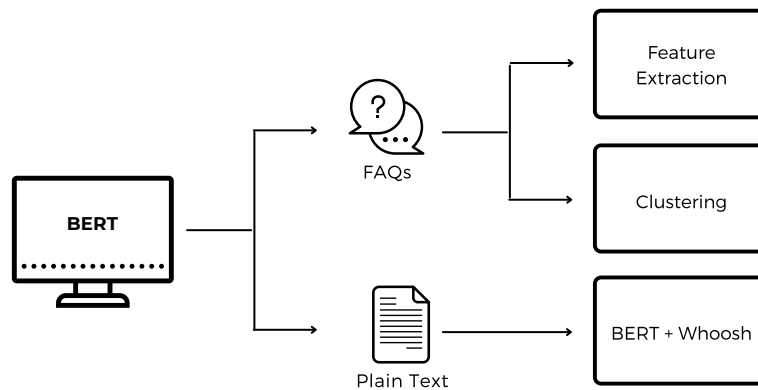 BERT
?
FAQs
Plain Text
Feature
Extraction
Clustering
BERT + Whoosh